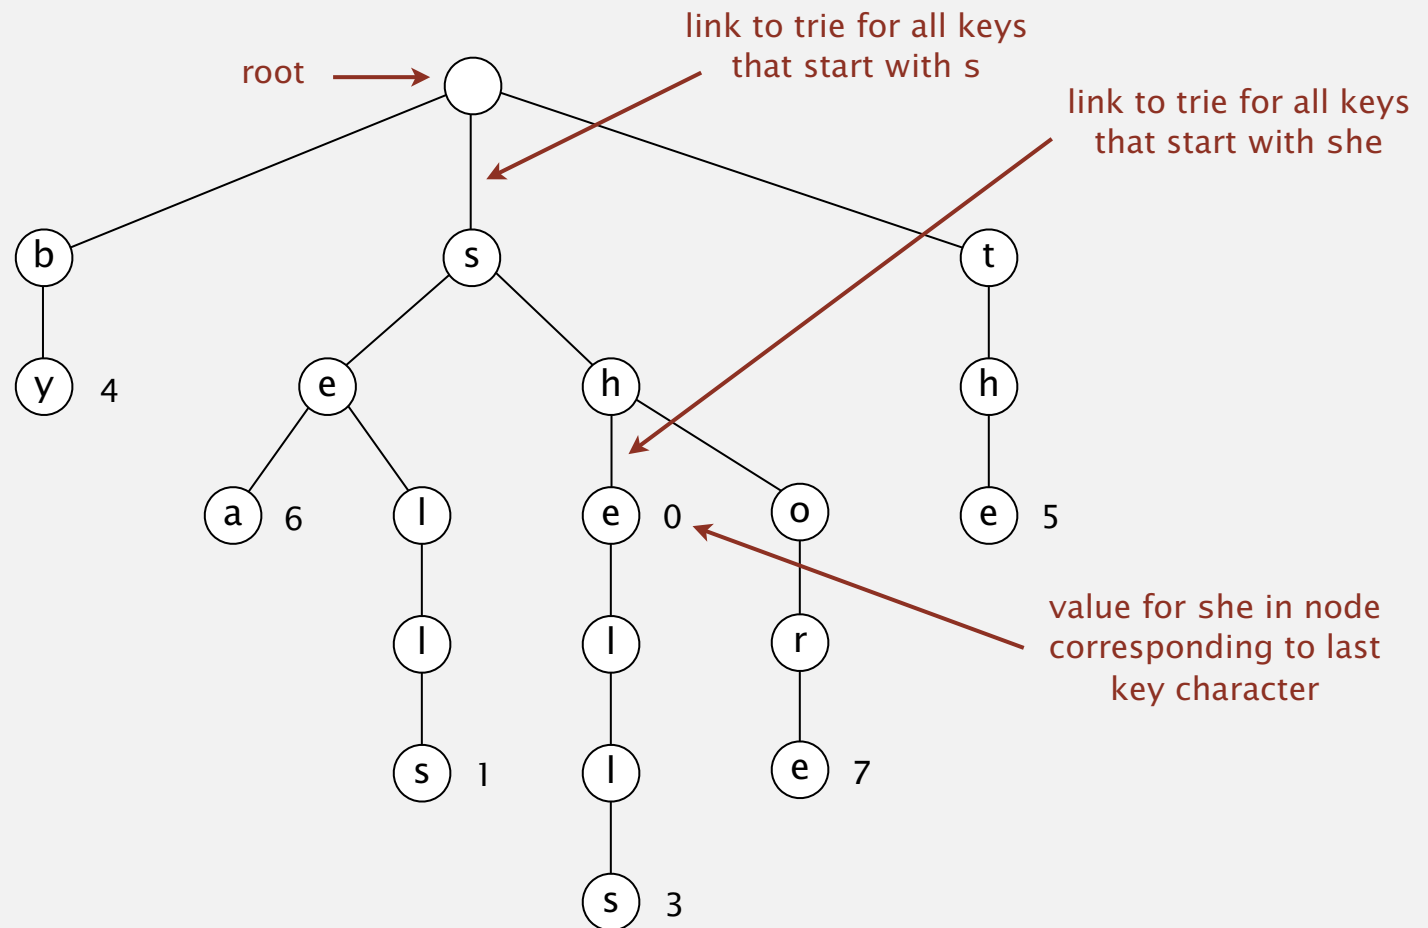 link to trie for all keys
that start with s
root
link to trie for all keys
that start with she
b
s
t
y 4
e
h
h
a 6
l
e 0
o
e 5
l
l
r
value for she in node
corresponding to last
key character
s 1
l
e 7
s 3